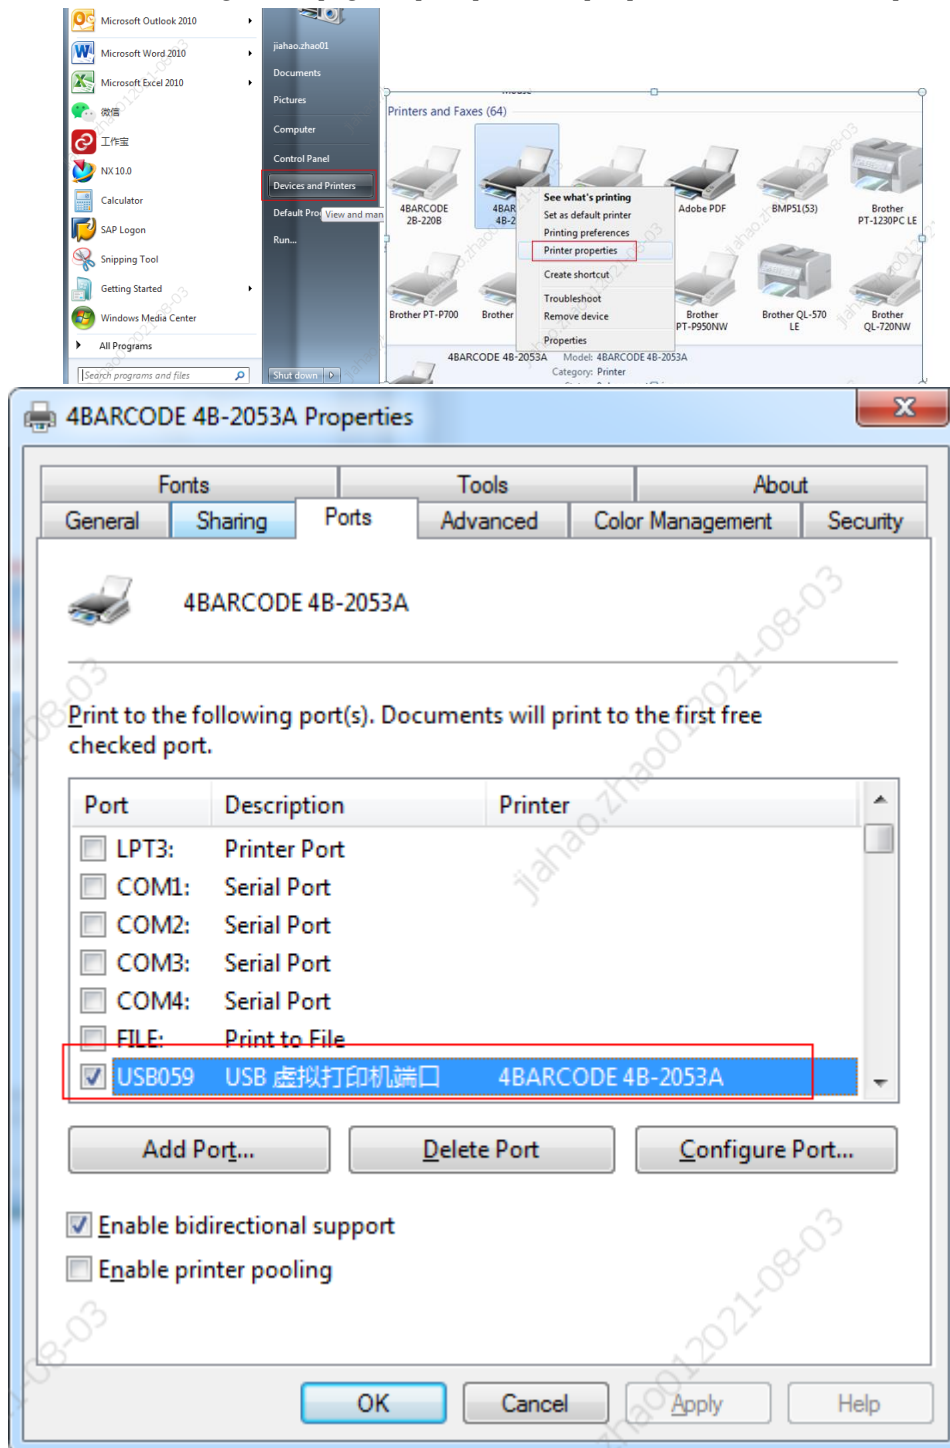 Microsoft Outlook 2010
Microsoft Word 2010
Microsoft Excel 2010
微信
工作宝
NX 10.0
Calculator
SAP Logon
Snipping Tool
Getting Started
Windows Media Center
All Programs
Search programs and files
jiahao.zhao01
Documents
Pictures
Computer
Control Panel
Devices and Printers
Default Pro
View and man
Run...
Shut down
Printers and Faxes (64)
4BARCODE
2B-220B
4BAR
4B-2
Adobe PDF
BMP51(53)
Brother
PT-1230PC LE
See what's printing
Set as default printer
Printing preferences
Printer properties
Create shortcut
Troubleshoot
Remove device
Properties
Brother PT-P700
Brother
Brother
PT-P950NW
Brother QL-570
LE
Brother
QL-720NW
4BARCODE 4B-2053A
Model: 4BARCODE 4B-2053A
Category: Printer
4BARCODE 4B-2053A Properties
Fonts Tools About
General Sharing Ports Advanced Color Management Security
4BARCODE 4B-2053A
Print to the following port(s). Documents will print to the first free
checked port.
Port Description Printer
LPT3: Printer Port
COM1: Serial Port
COM2: Serial Port
COM3: Serial Port
COM4: Serial Port
FILE: Print to File
USB059 USB 虚拟打印机端口 4BARCODE 4B-2053A
Add Port... Delete Port Configure Port...
Enable bidirectional support
Enable printer pooling
OK Cancel Apply Help
jiahao.zhao012021-08-03